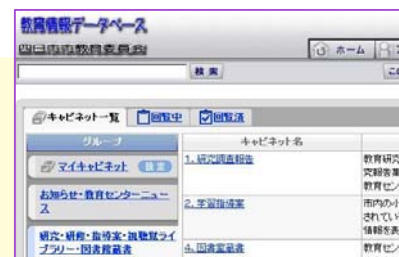 教育情報データベース
四日市市教育委員会
ホーム
検 索
キャビネット一覧 回覧中 回覧済
グループ キャビネット名
マイキャビネット
1. 研究調査報告 教育研究
究報告集
教育セン
お知らせ・教育センターニュー
ス
2. 学習指導案 市内の小
されてい
情報を表
研究・研修・指導案・視聴覚ライ
ブラリー・図書館蔵書
4. 図書室蔵書 教育セン